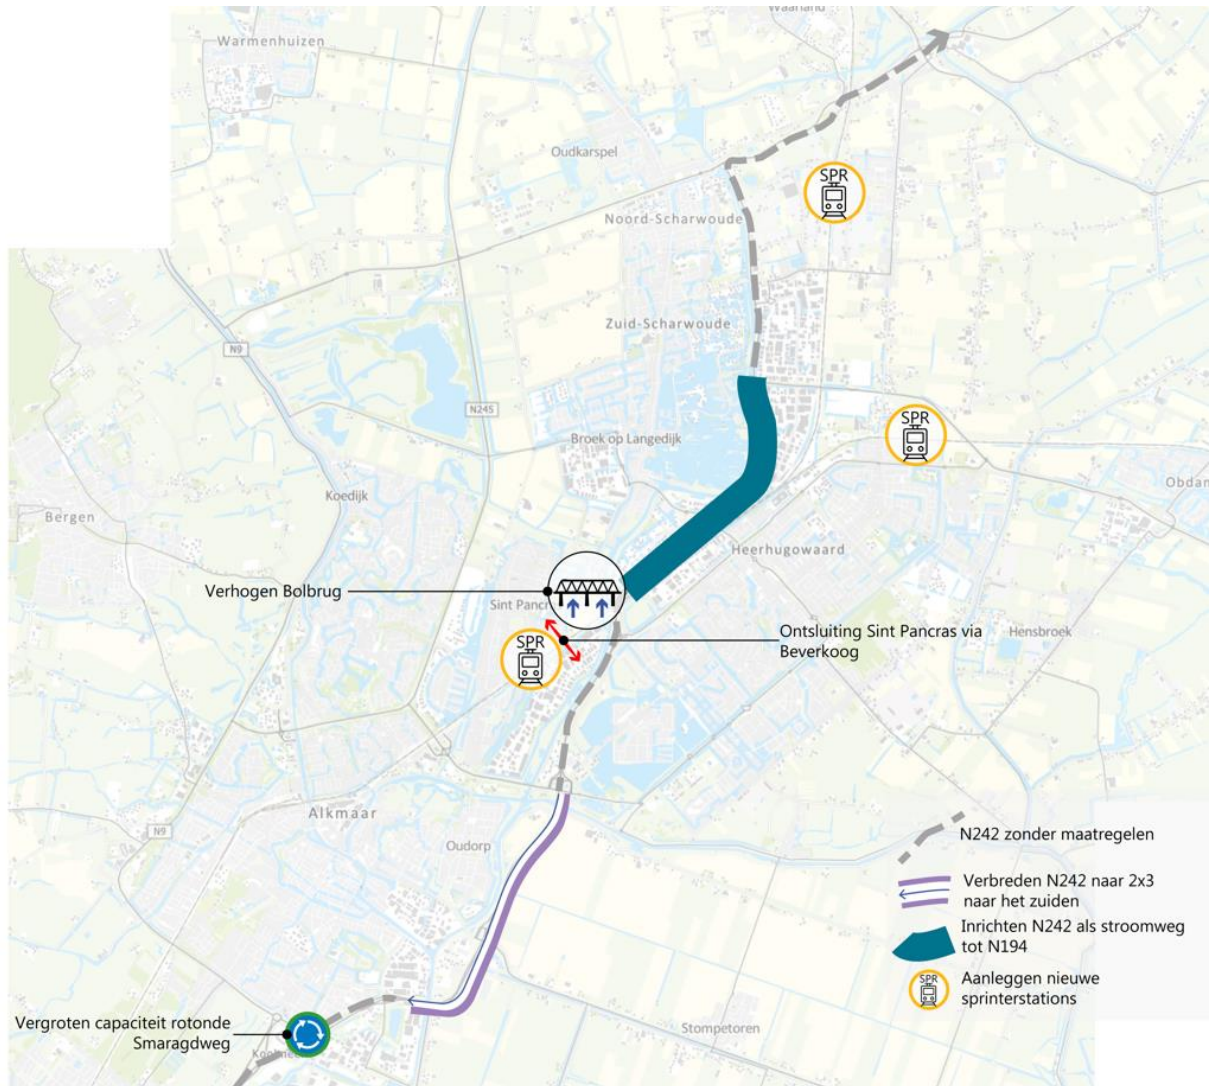 Waarland
Warmenhuizen
Oudkarspel
SPR
Noord-Scharwoude
Zuid-Scharwoude
N9
N245
SPR
Broek op Langedijk
Koedijk
Obdam
Bergen
Heerhugowaard
Verhogen Bolbrug
Sint Pancr
Ontsluiting Sint Pancras via
Beverkoog
Hensbroek
SPR
Alkmaar
N9
Oudorp
N242 zonder maatregelen
Verbreden N242 naar 2x3
naar het zuiden
Inrichten N242 als stroomweg
tot N194
SPR
Aanleggen nieuwe
sprinterstations
Vergroten capaciteit rotonde
Smaragdweg
Stompetoren